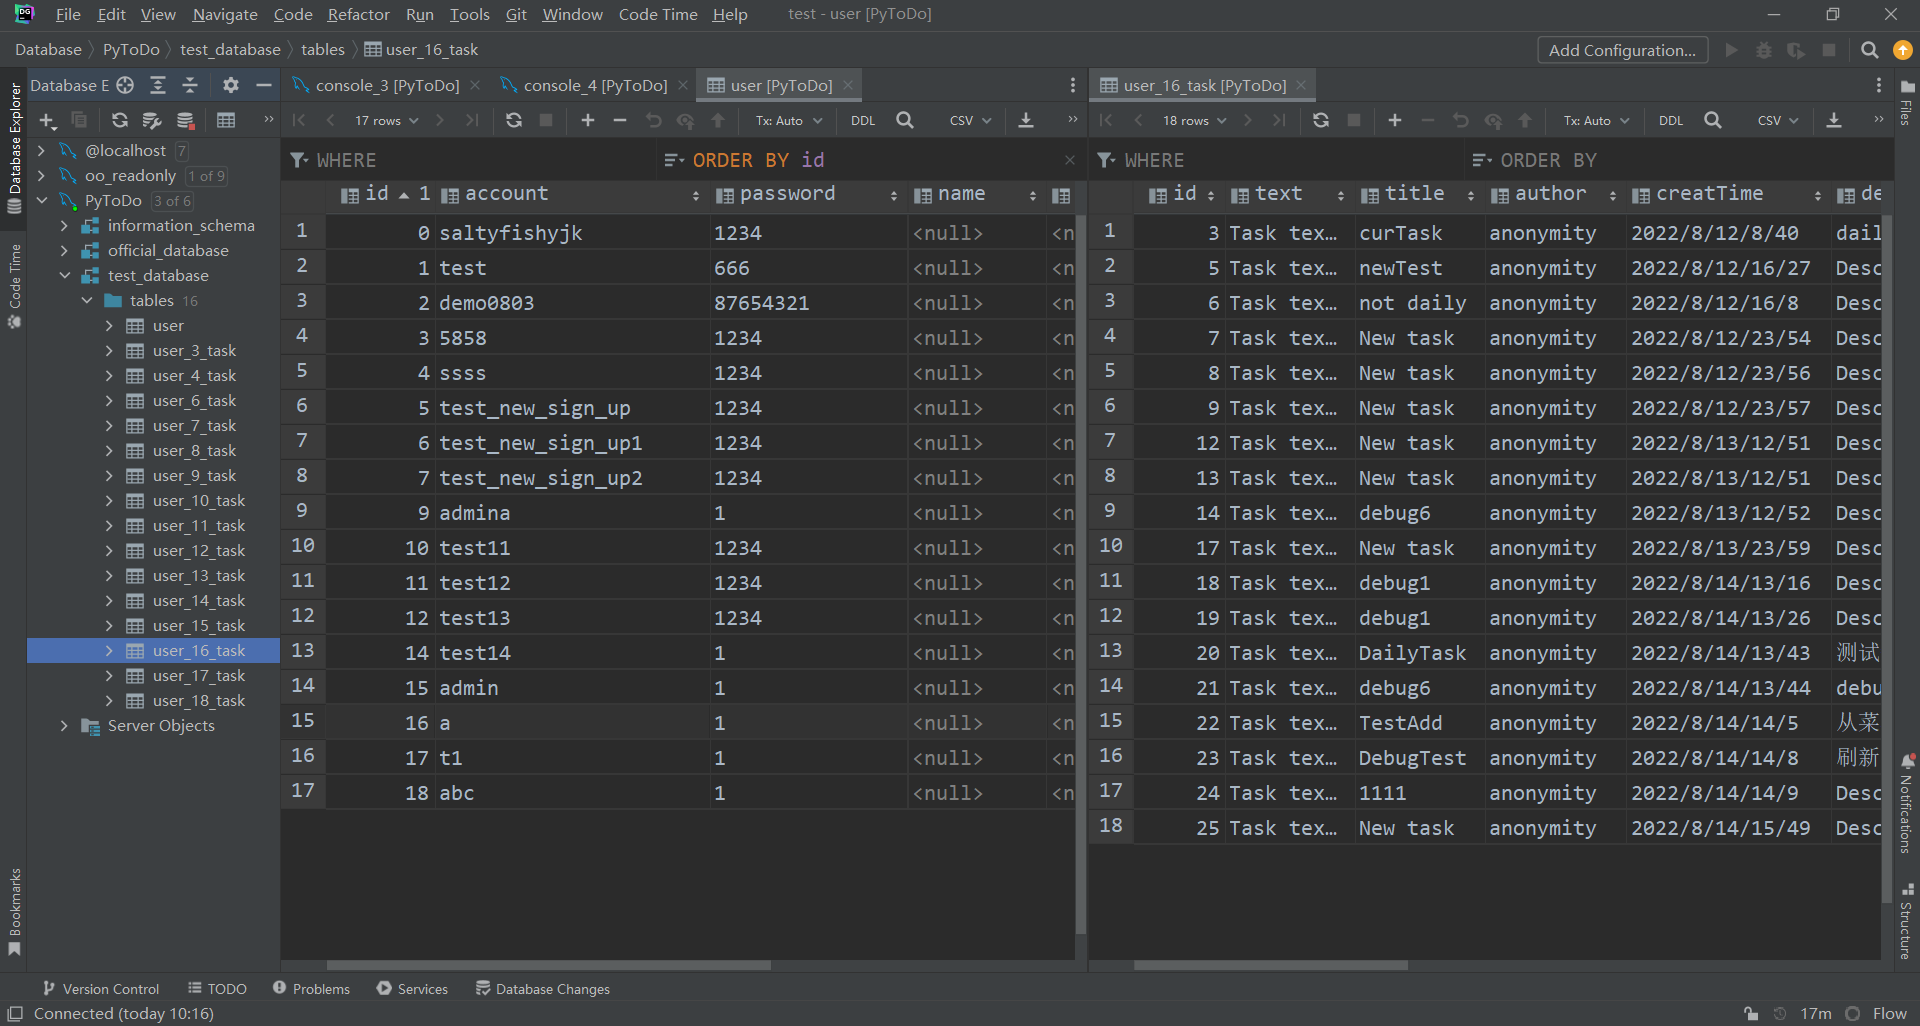 DG File Edit View Navigate Code Refactor Run Tools Git Window Code Time Help test - user [PyToDo]
Database PyToDo test_database tables user_16_task Add Configuration...
Database E console_3 [PyToDo] console_4 [PyToDo] user [PyToDo] user_16_task [PyToDo]
17 rows Tx: Auto DDL CSV 18 rows Tx: Auto DDL CSV
WHERE ORDER BY id WHERE ORDER BY
id 1 account password name
1 0 saltyfishyjk 1234 <null> <n
2 1 test 666 <null> <n
3 2 demo0803 87654321 <null> <n
4 3 5858 1234 <null> <n
5 4 ssss 1234 <null> <n
6 5 test_new_sign_up 1234 <null> <n
7 6 test_new_sign_up1 1234 <null> <n
8 7 test_new_sign_up2 1234 <null> <n
9 9 admina 1 <null> <n
10 10 test11 1234 <null> <n
11 11 test12 1234 <null> <n
12 12 test13 1234 <null> <n
13 14 test14 1 <null> <n
14 15 admin 1 <null> <n
15 16 a 1 <null> <n
16 17 t1 1 <null> <n
17 18 abc 1 <null> <n
id text title author creatTime de
1 3 Task tex… curTask anonymity 2022/8/12/8/40 dail
2 5 Task tex… newTest anonymity 2022/8/12/16/27 Desc
3 6 Task tex… not daily anonymity 2022/8/12/16/8 Desc
4 7 Task tex… New task anonymity 2022/8/12/23/54 Desc
5 8 Task tex… New task anonymity 2022/8/12/23/56 Desc
6 9 Task tex… New task anonymity 2022/8/12/23/57 Desc
7 12 Task tex… New task anonymity 2022/8/13/12/51 Desc
8 13 Task tex… New task anonymity 2022/8/13/12/51 Desc
9 14 Task tex… debug6 anonymity 2022/8/13/12/52 Desc
10 17 Task tex… New task anonymity 2022/8/13/23/59 Desc
11 18 Task tex… debug1 anonymity 2022/8/14/13/16 Desc
12 19 Task tex… debug1 anonymity 2022/8/14/13/26 Desc
13 20 Task tex… DailyTask anonymity 2022/8/14/13/43 测试
14 21 Task tex… debug6 anonymity 2022/8/14/13/44 debu
15 22 Task tex… TestAdd anonymity 2022/8/14/14/5 从菜
16 23 Task tex… DebugTest anonymity 2022/8/14/14/8 刷新
17 24 Task tex… 1111 anonymity 2022/8/14/14/9 Desc
18 25 Task tex… New task anonymity 2022/8/14/15/49 Desc
@localhost 7
oo_readonly 1 of 9
PyToDo 3 of 6
information_schema
official_database
test_database
tables 16
user
user_3_task
user_4_task
user_6_task
user_7_task
user_8_task
user_9_task
user_10_task
user_11_task
user_12_task
user_13_task
user_14_task
user_15_task
user_16_task
user_17_task
user_18_task
Server Objects
Database Explorer
Code Time
Bookmarks
Files
Notifications
Structure
Version Control TODO Problems Services Database Changes
Connected (today 10:16) 17m Flow